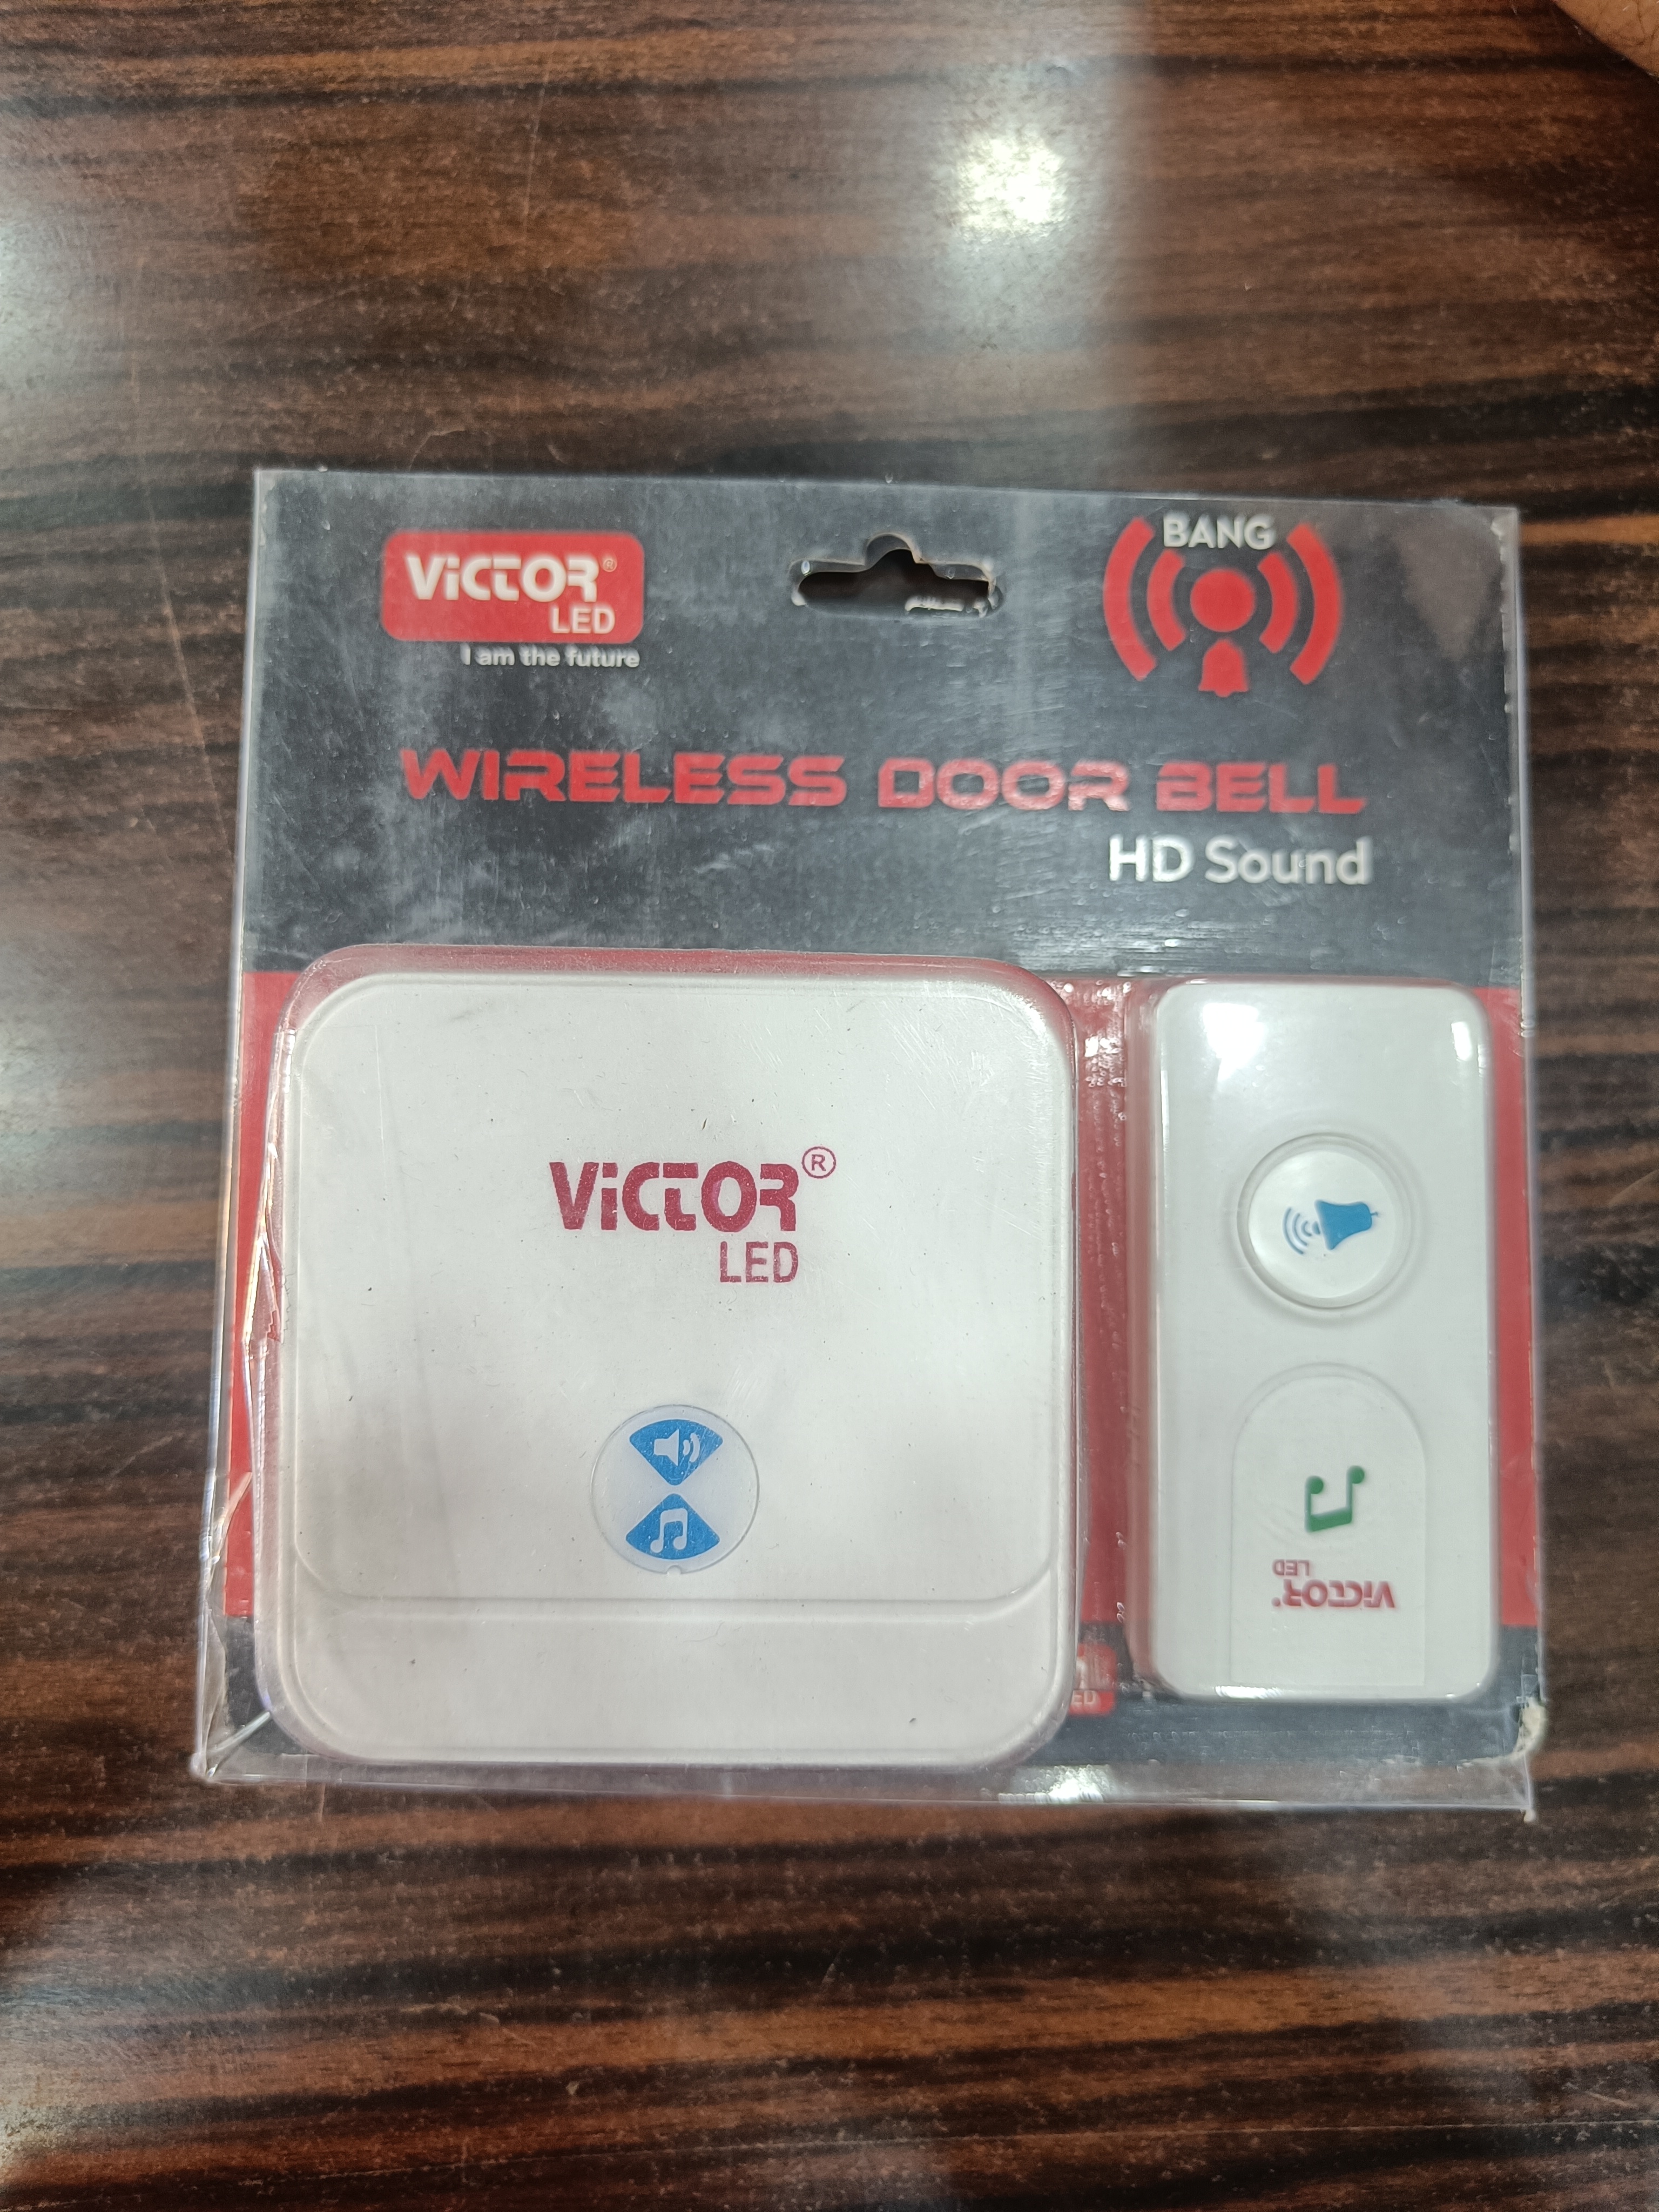 ViCTOR®
LED
I am the future
BANG
WIRELESS DOOR BELL
HD Sound
ViCTOR®
LED
ViCTOR®
LED